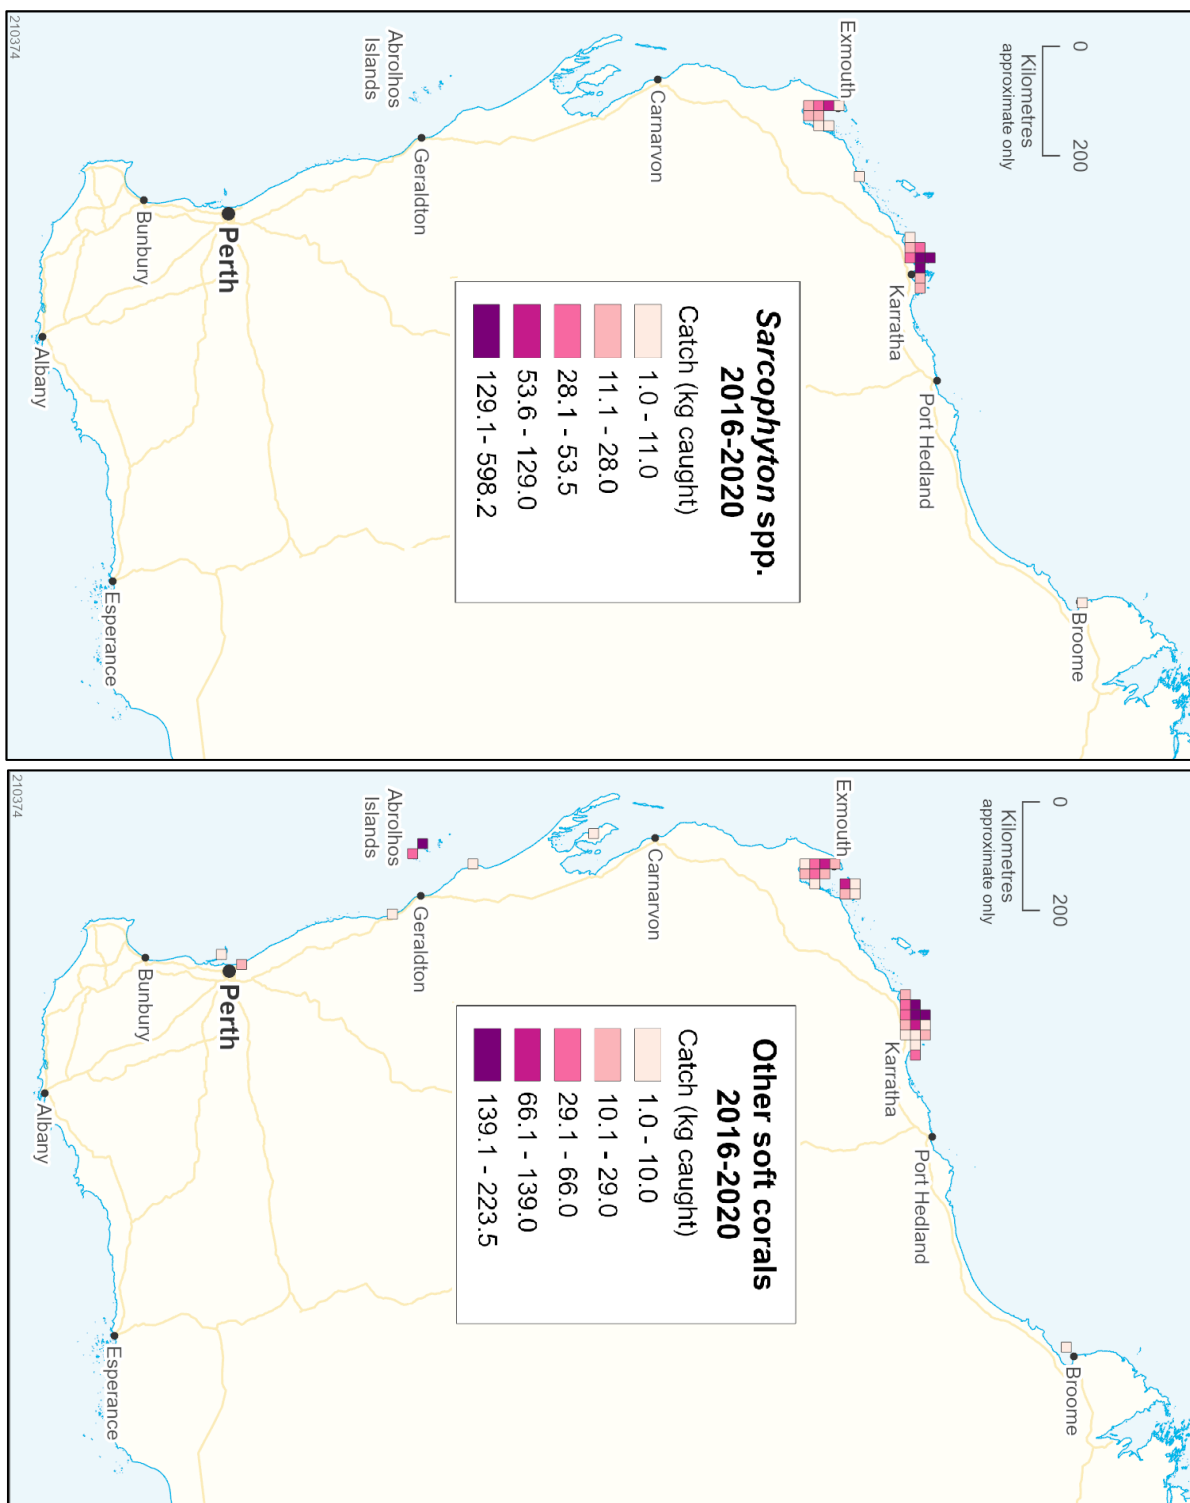 0
200
Kilometres
approximate only
Broome
Port Hedland
Karratha
Exmouth
Carnarvon
Sarcophyton spp.
2016-2020
Catch (kg caught)
1.0 - 11.0
11.1 - 28.0
28.1 - 53.5
53.6 - 129.0
129.1- 598.2
Abrolhos
Islands
Geraldton
Perth
Bunbury
Albany
Esperance
210374
0
200
Kilometres
approximate only
Broome
Port Hedland
Karratha
Exmouth
Carnarvon
Other soft corals
2016-2020
Catch (kg caught)
1.0 - 10.0
10.1 - 29.0
29.1 - 66.0
66.1 - 139.0
139.1 - 223.5
Abrolhos
Islands
Geraldton
Perth
Bunbury
Albany
Esperance
210374